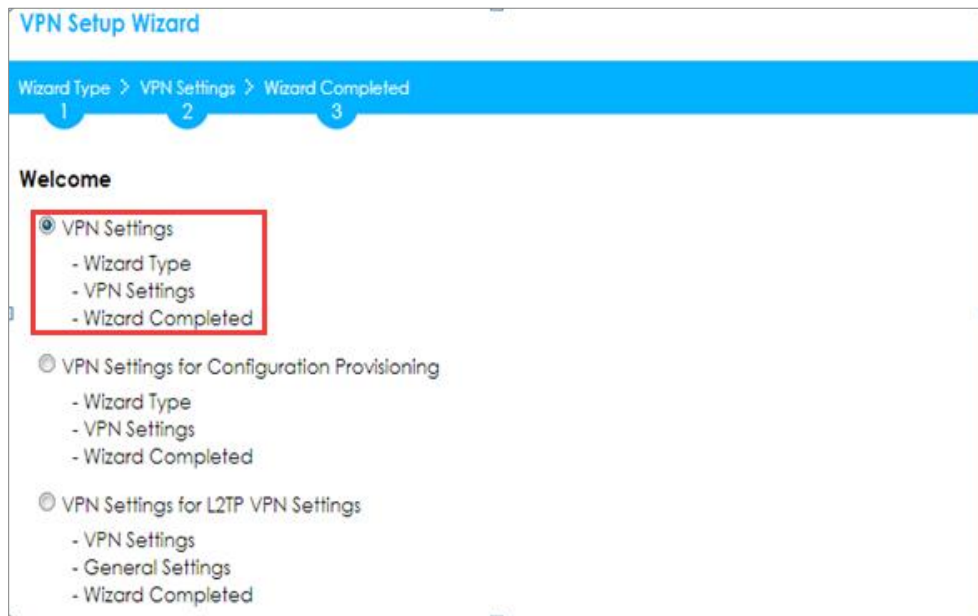 VPN Setup Wizard
Wizard Type > VPN Settings > Wizard Completed
1 2 3
Welcome
VPN Settings
- Wizard Type
- VPN Settings
- Wizard Completed
VPN Settings for Configuration Provisioning
- Wizard Type
- VPN Settings
- Wizard Completed
VPN Settings for L2TP VPN Settings
- VPN Settings
- General Settings
- Wizard Completed